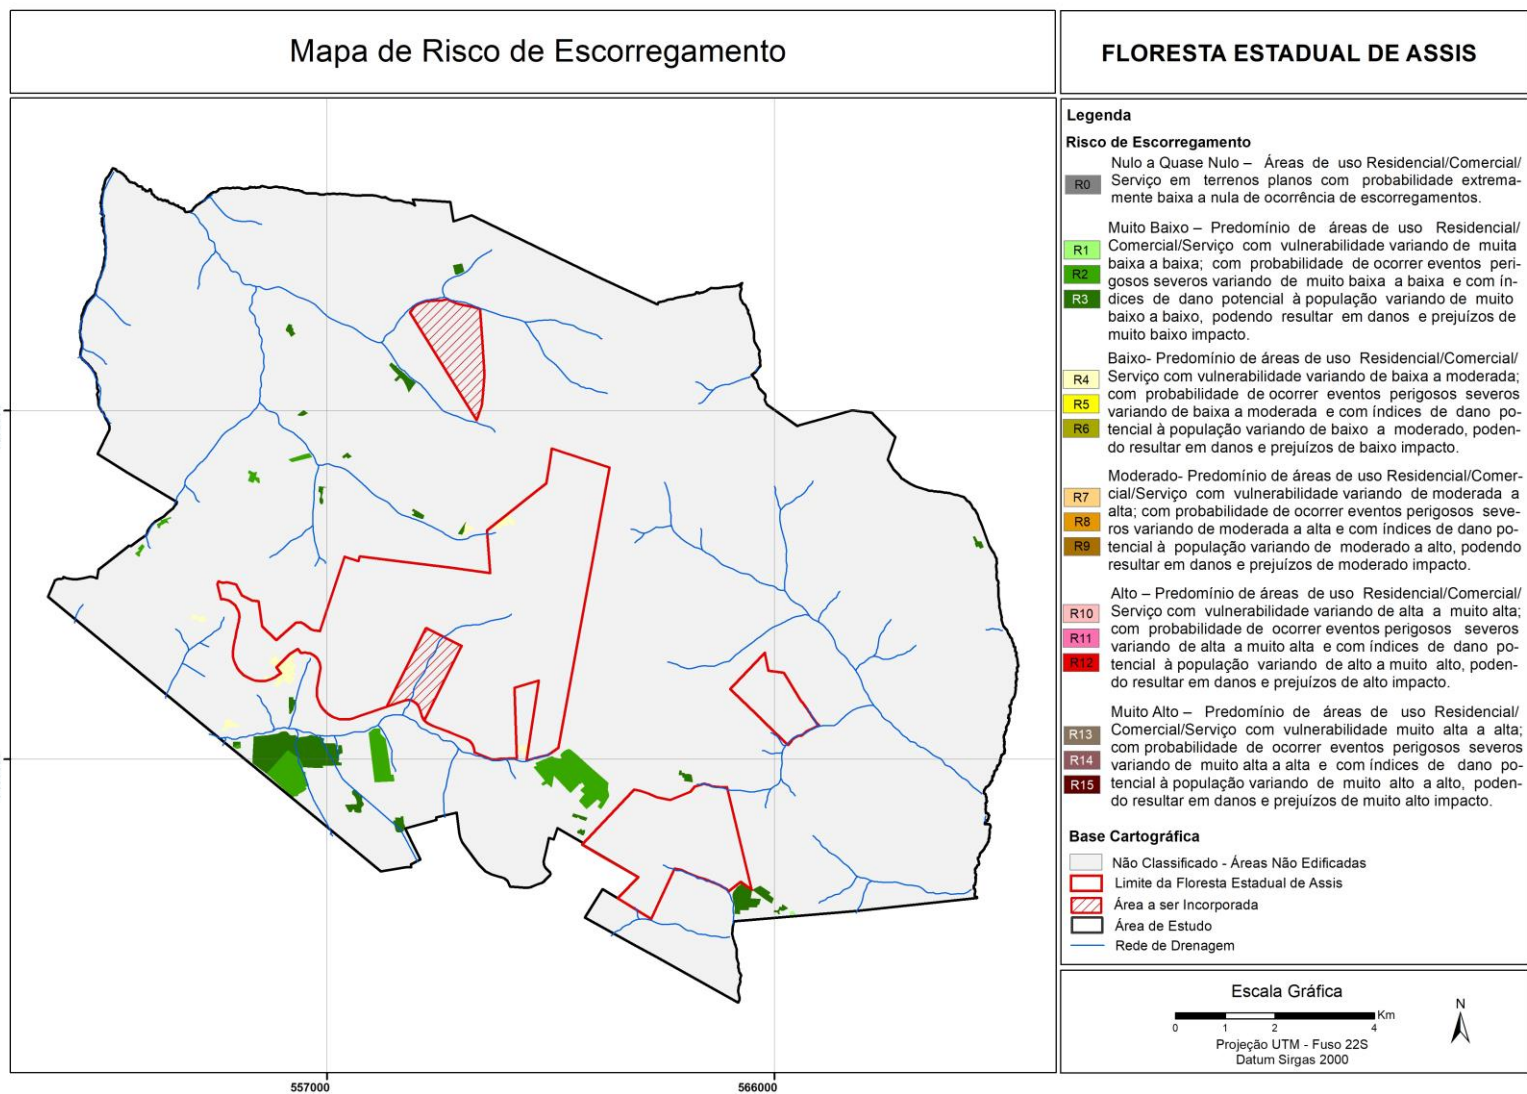 Mapa de Risco de Escorregamento
FLORESTA ESTADUAL DE ASSIS
Legenda
Risco de Escorregamento
Nulo a Quase Nulo – Áreas de uso Residencial/Comercial/
R0 Serviço em terrenos planos com probabilidade extrema-
mente baixa a nula de ocorrência de escorregamentos.
Muito Baixo – Predomínio de áreas de uso Residencial/
R1 Comercial/Serviço com vulnerabilidade variando de muita
baixa a baixa; com probabilidade de ocorrer eventos peri-
R2 gosos severos variando de muito baixa a baixa e com ín-
R3 dices de dano potencial à população variando de muito
baixo a baixo, podendo resultar em danos e prejuízos de
muito baixo impacto.
Baixo- Predomínio de áreas de uso Residencial/Comercial/
R4 Serviço com vulnerabilidade variando de baixa a moderada;
com probabilidade de ocorrer eventos perigosos severos
R5 variando de baixa a moderada e com índices de dano po-
R6 tencial à população variando de baixo a moderado, poden-
do resultar em danos e prejuízos de baixo impacto.
Moderado- Predomínio de áreas de uso Residencial/Comer-
R7 cial/Serviço com vulnerabilidade variando de moderada a
alta; com probabilidade de ocorrer eventos perigosos seve-
R8 ros variando de moderada a alta e com índices de dano po-
R9 tencial à população variando de moderado a alto, podendo
resultar em danos e prejuízos de moderado impacto.
Alto – Predomínio de áreas de uso Residencial/Comercial/
R10 Serviço com vulnerabilidade variando de alta a muito alta;
com probabilidade de ocorrer eventos perigosos severos
R11 variando de alta a muito alta e com índices de dano po-
R12 tencial à população variando de alto a muito alto, poden-
do resultar em danos e prejuízos de alto impacto.
Muito Alto – Predomínio de áreas de uso Residencial/
R13 Comercial/Serviço com vulnerabilidade muito alta a alta;
com probabilidade de ocorrer eventos perigosos severos
R14 variando de muito alta a alta e com índices de dano po-
R15 tencial à população variando de muito alto a alto, poden-
do resultar em danos e prejuízos de muito alto impacto.
Base Cartográfica
Não Classificado - Áreas Não Edificadas
Limite da Floresta Estadual de Assis
Área a ser Incorporada
Área de Estudo
Rede de Drenagem
Escala Gráfica
Km
0 1 2 4
Projeção UTM - Fuso 22S
Datum Sirgas 2000
N
557000
566000